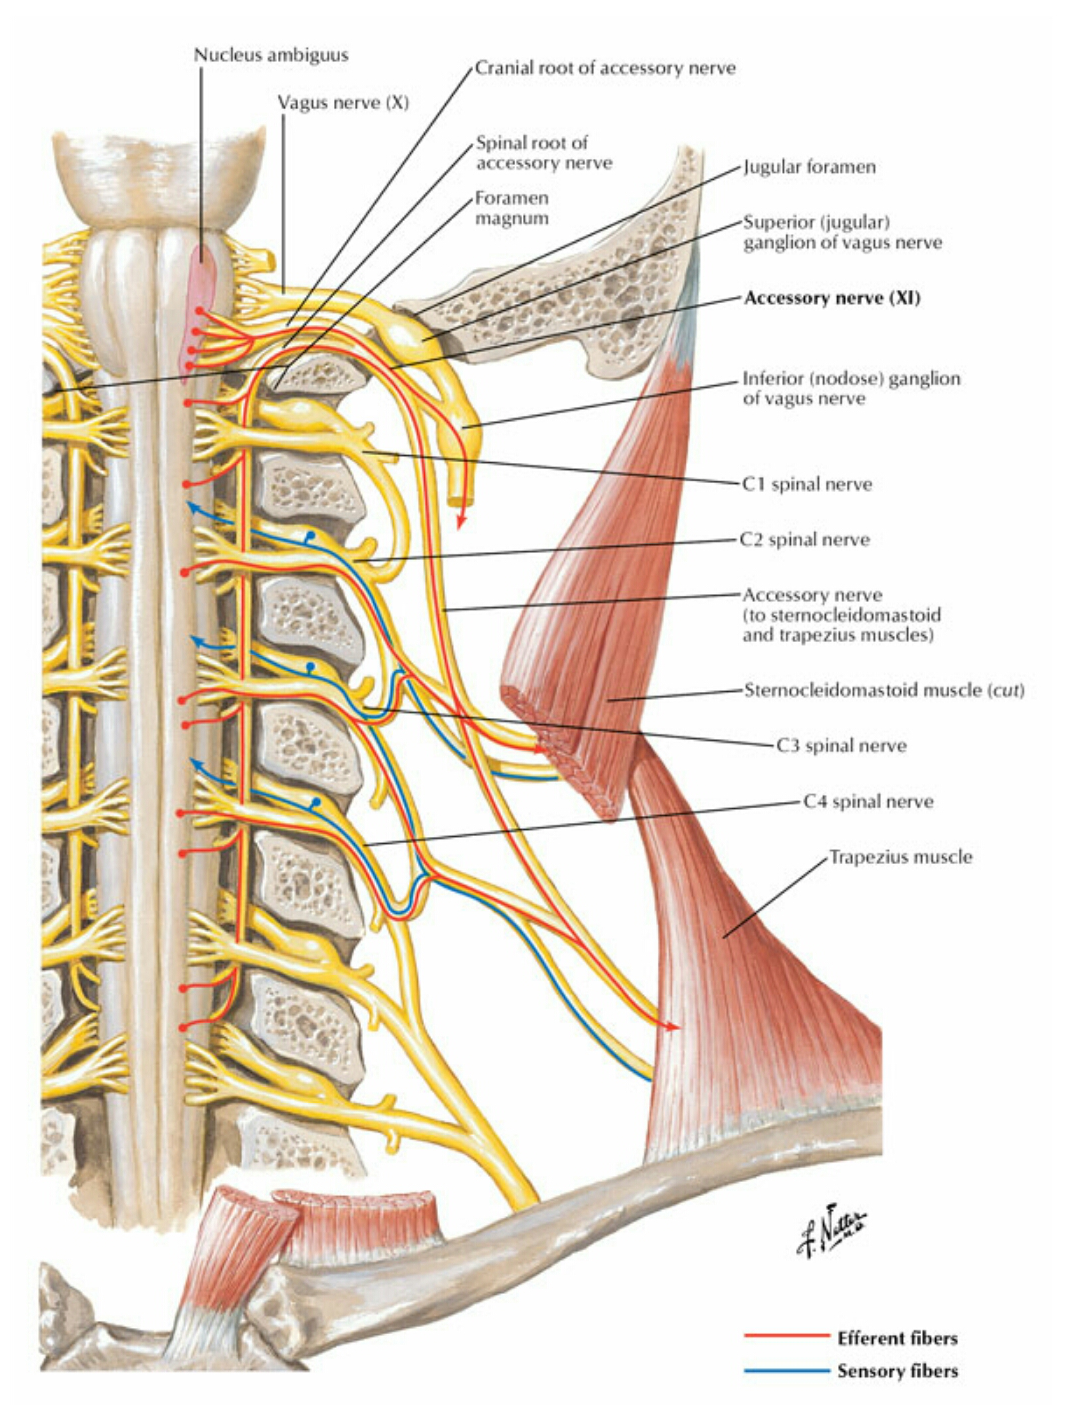 Nucleus ambiguus
Cranial root of accessory nerve
Vagus nerve (X)
Spinal root of
accessory nerve
Jugular foramen
Foramen
magnum
Superior (jugular)
ganglion of vagus nerve
Accessory nerve (XI)
Inferior (nodose) ganglion
of vagus nerve
C1 spinal nerve
C2 spinal nerve
Accessory nerve
(to sternocleidomastoid
and trapezius muscles)
Sternocleidomastoid muscle (cut)
C3 spinal nerve
C4 spinal nerve
Trapezius muscle
F. Netter
M.D.
Efferent fibers
Sensory fibers